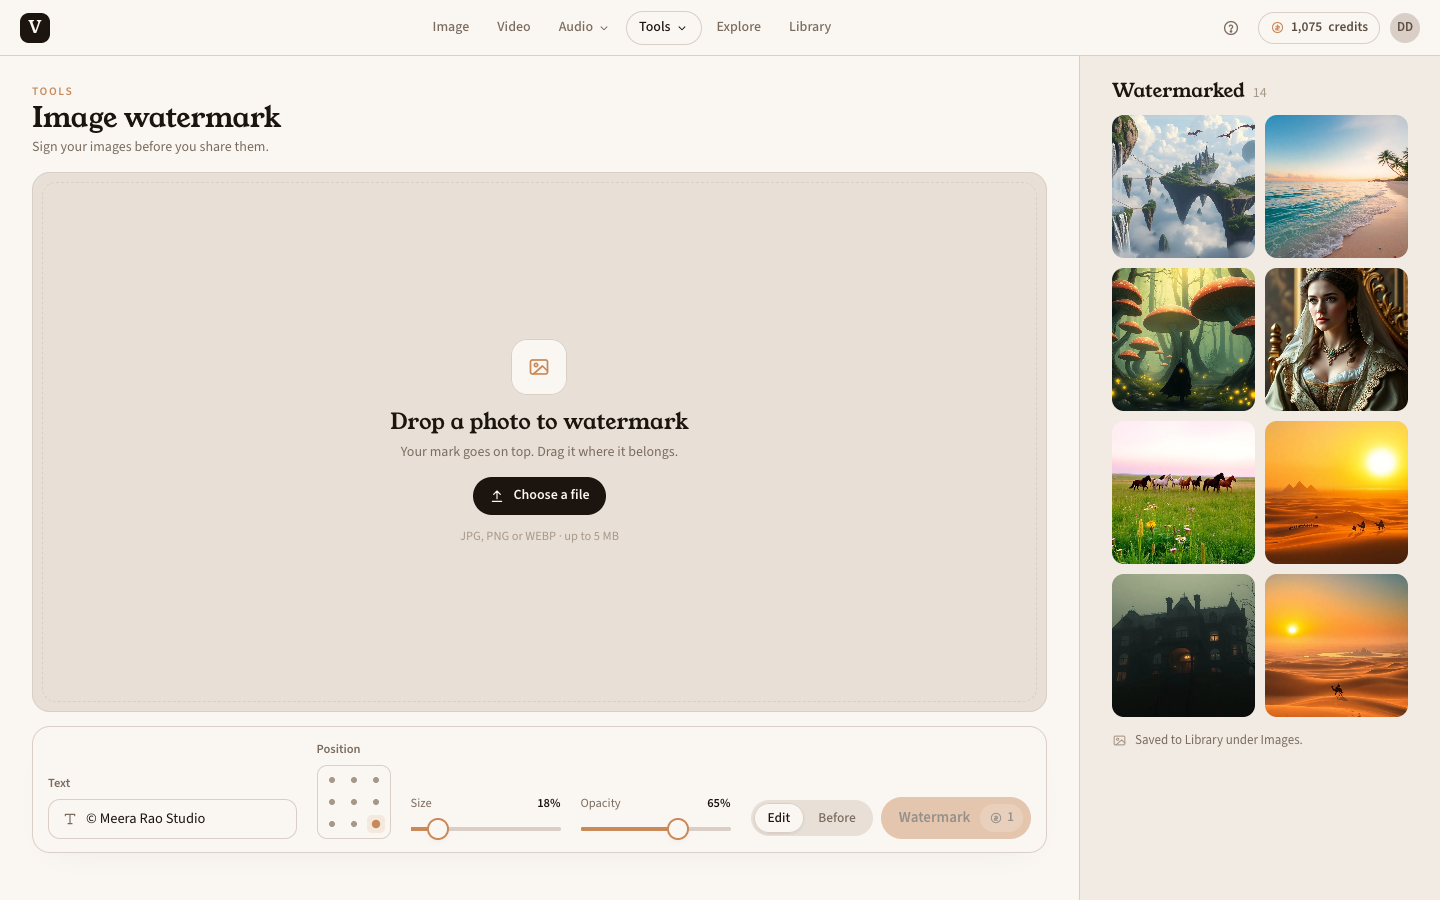 V
Image
Video
Audio
Tools
Explore
Library
1,075 credits
DD
TOOLS
Image watermark
Sign your images before you share them.
Drop a photo to watermark
Your mark goes on top. Drag it where it belongs.
Choose a file
JPG, PNG or WEBP · up to 5 MB
Text
© Meera Rao Studio
Position
Size
18%
Opacity
65%
Edit
Before
Watermark
1
Watermarked 14
Saved to Library under Images.